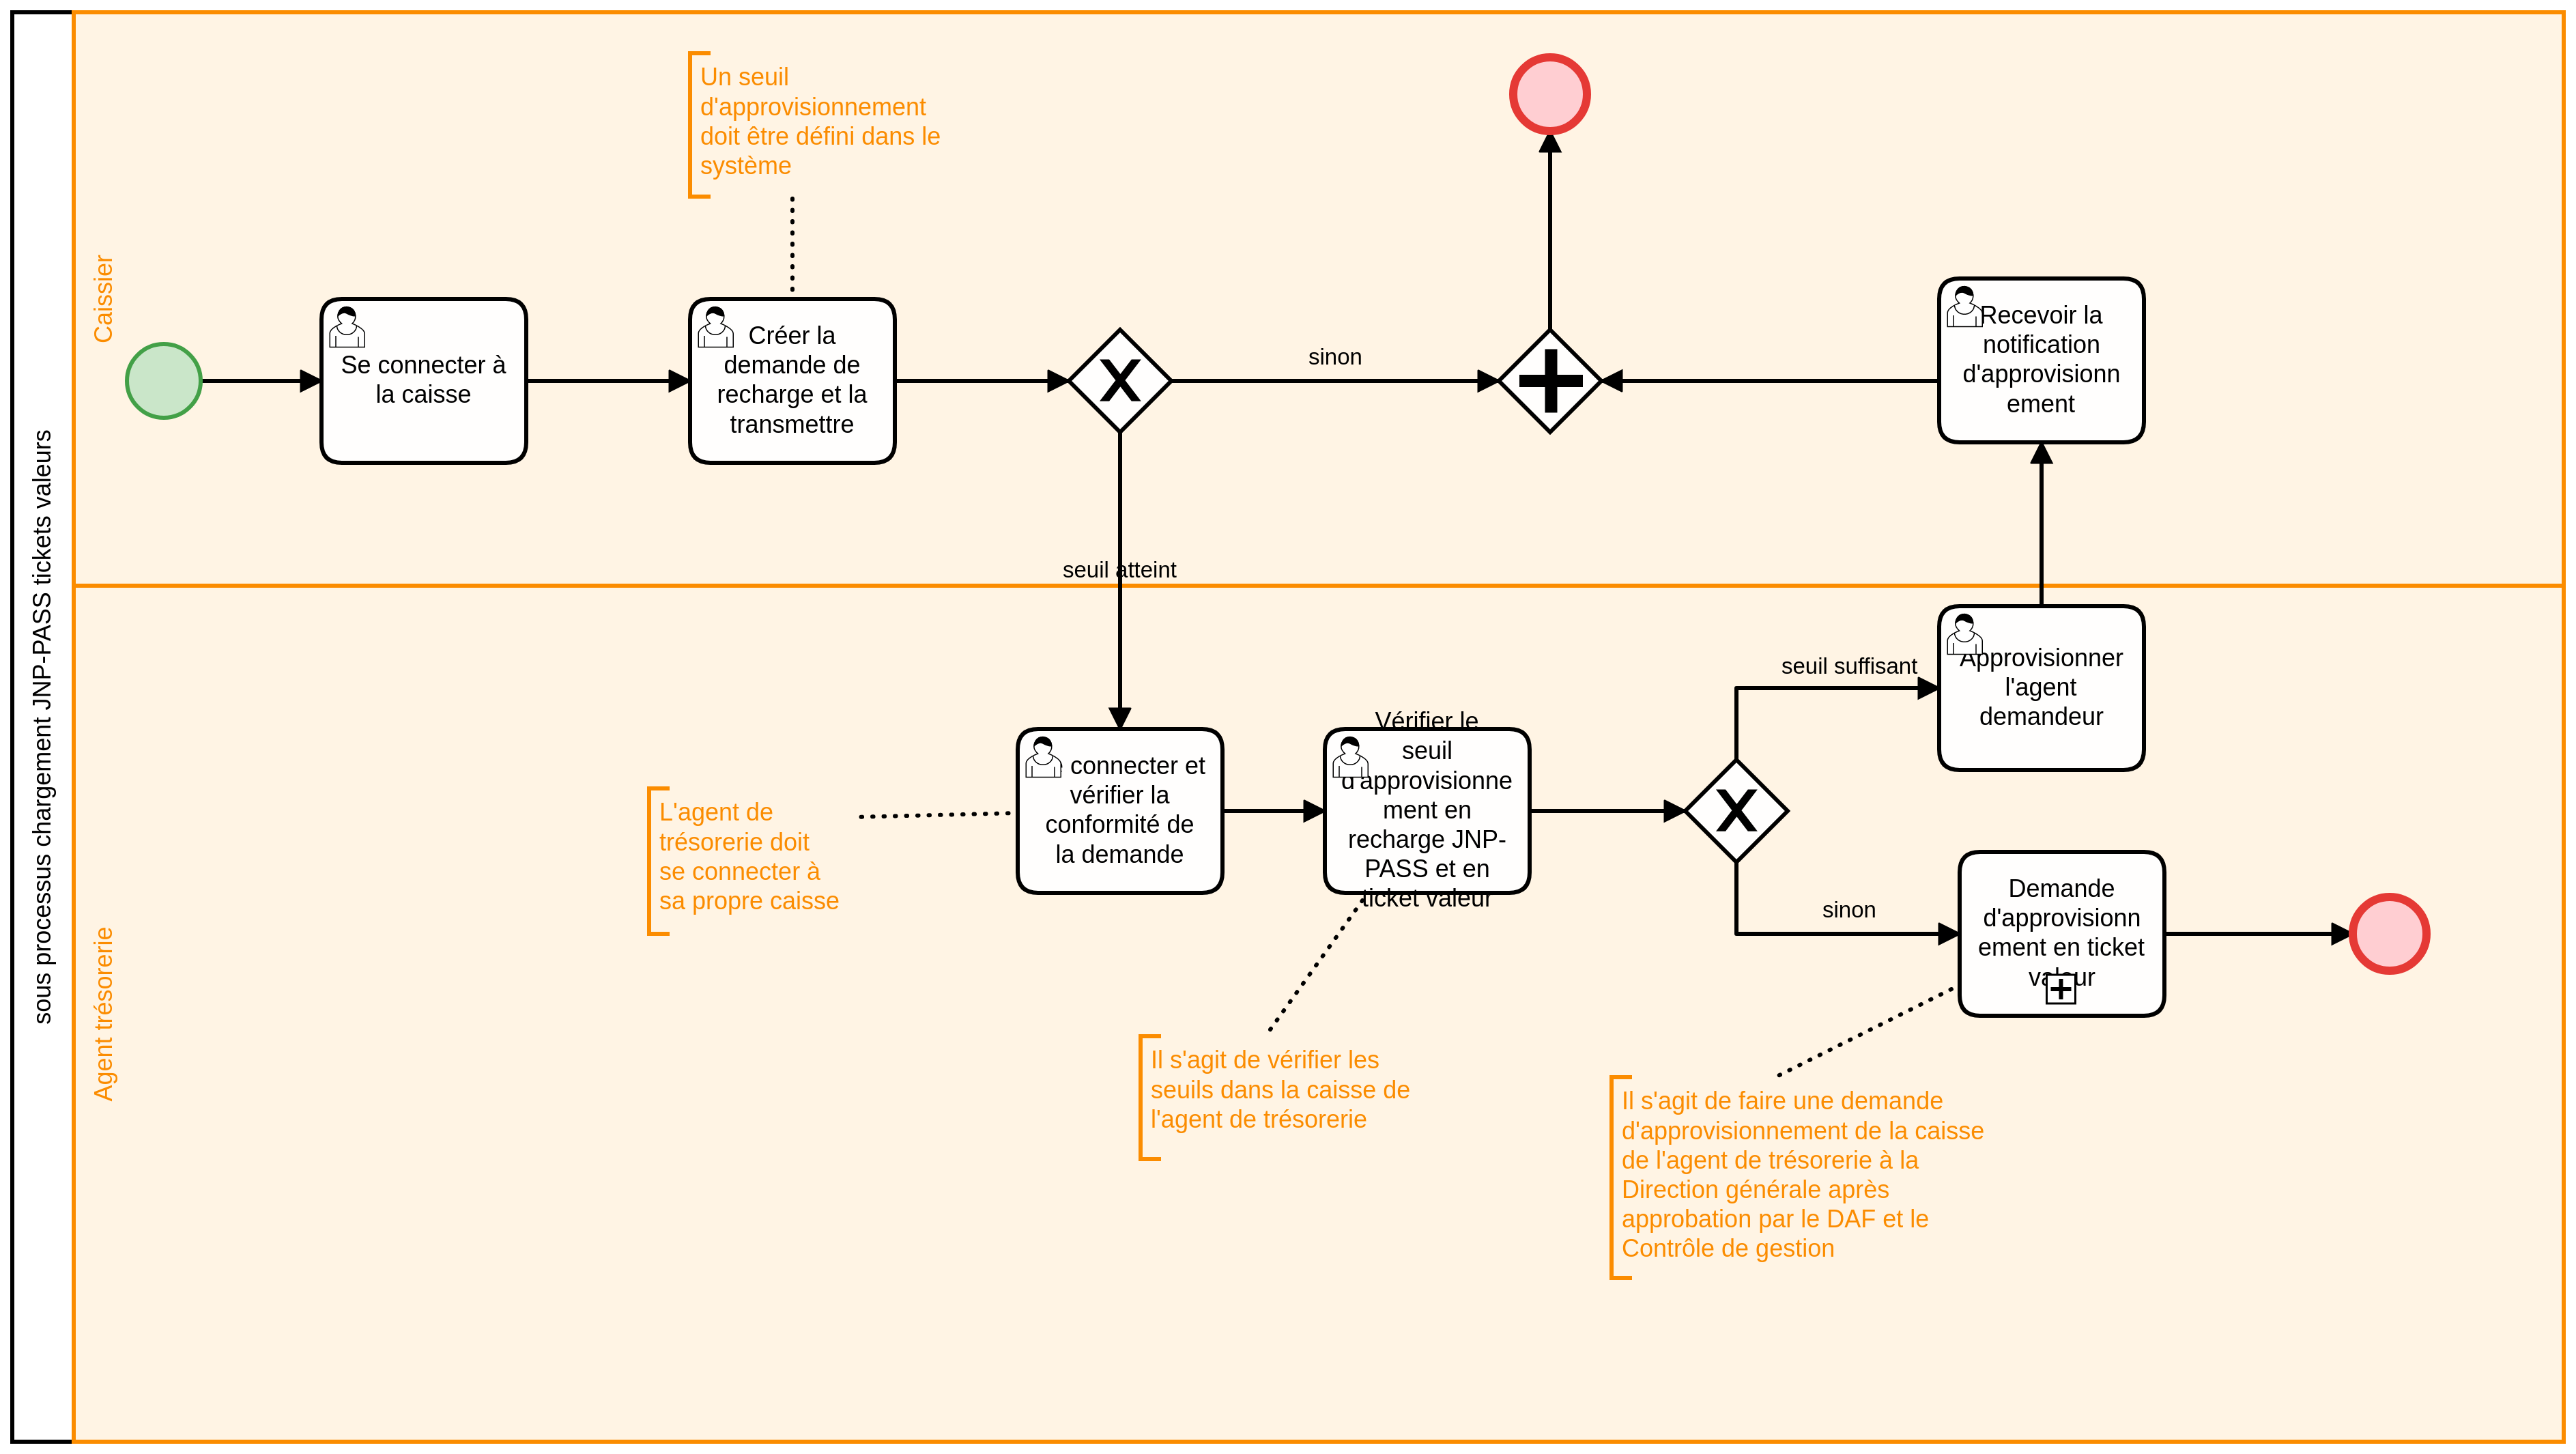 sous processus chargement JNP-PASS tickets valeurs
Caissier
Un seuil
d'approvisionnement
doit être défini dans le
système
Se connecter à
la caisse
Créer la
demande de
recharge et la
transmettre
sinon
Recevoir la
notification
d'approvisionn
ement
seuil atteint
Agent trésorerie
L'agent de
trésorerie doit
se connecter à
sa propre caisse
connecter et
vérifier la
conformité de
la demande
Vérifier le
seuil
d'approvisionne
ment en
recharge JNP-
PASS et en
ticket valeur
seuil suffisant
Approvisionner
l'agent
demandeur
sinon
Demande
d'approvisionn
ement en ticket
valeur
Il s'agit de vérifier les
seuils dans la caisse de
l'agent de trésorerie
Il s'agit de faire une demande
d'approvisionnement de la caisse
de l'agent de trésorerie à la
Direction générale après
approbation par le DAF et le
Contrôle de gestion